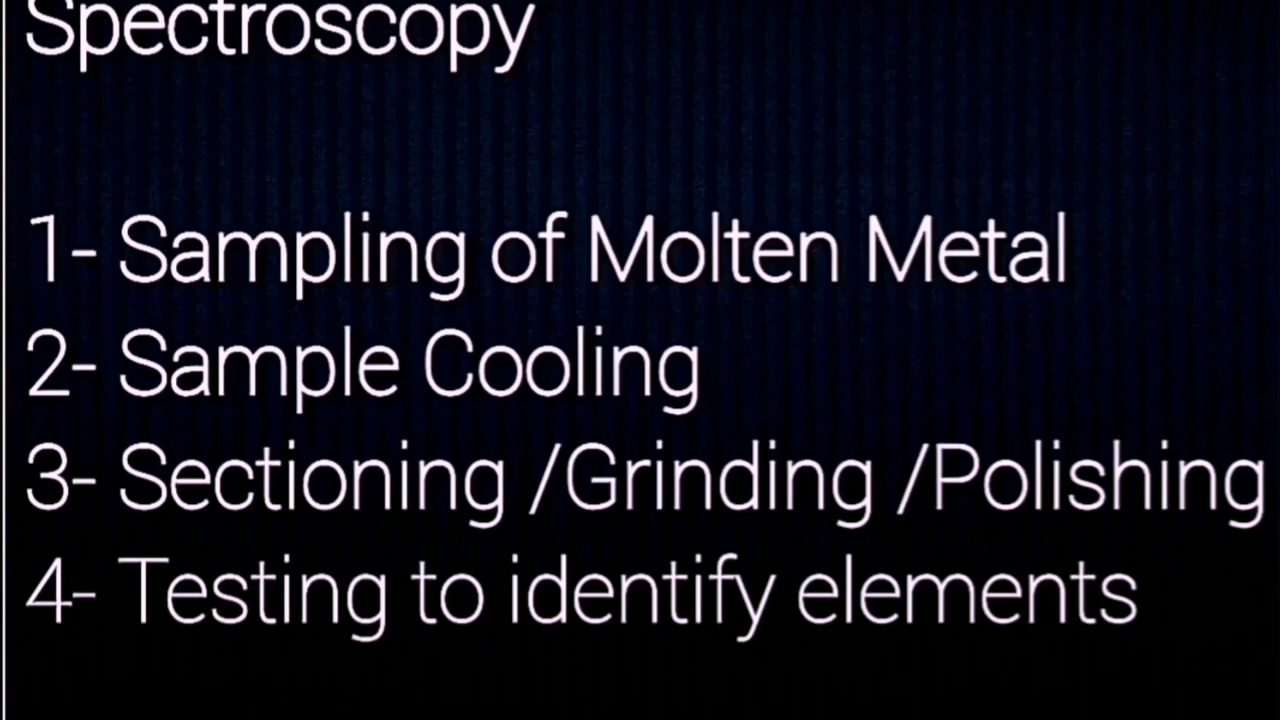 Spectroscopy
1- Sampling of Molten Metal
2- Sample Cooling
3- Sectioning /Grinding /Polishing
4- Testing to identify elements